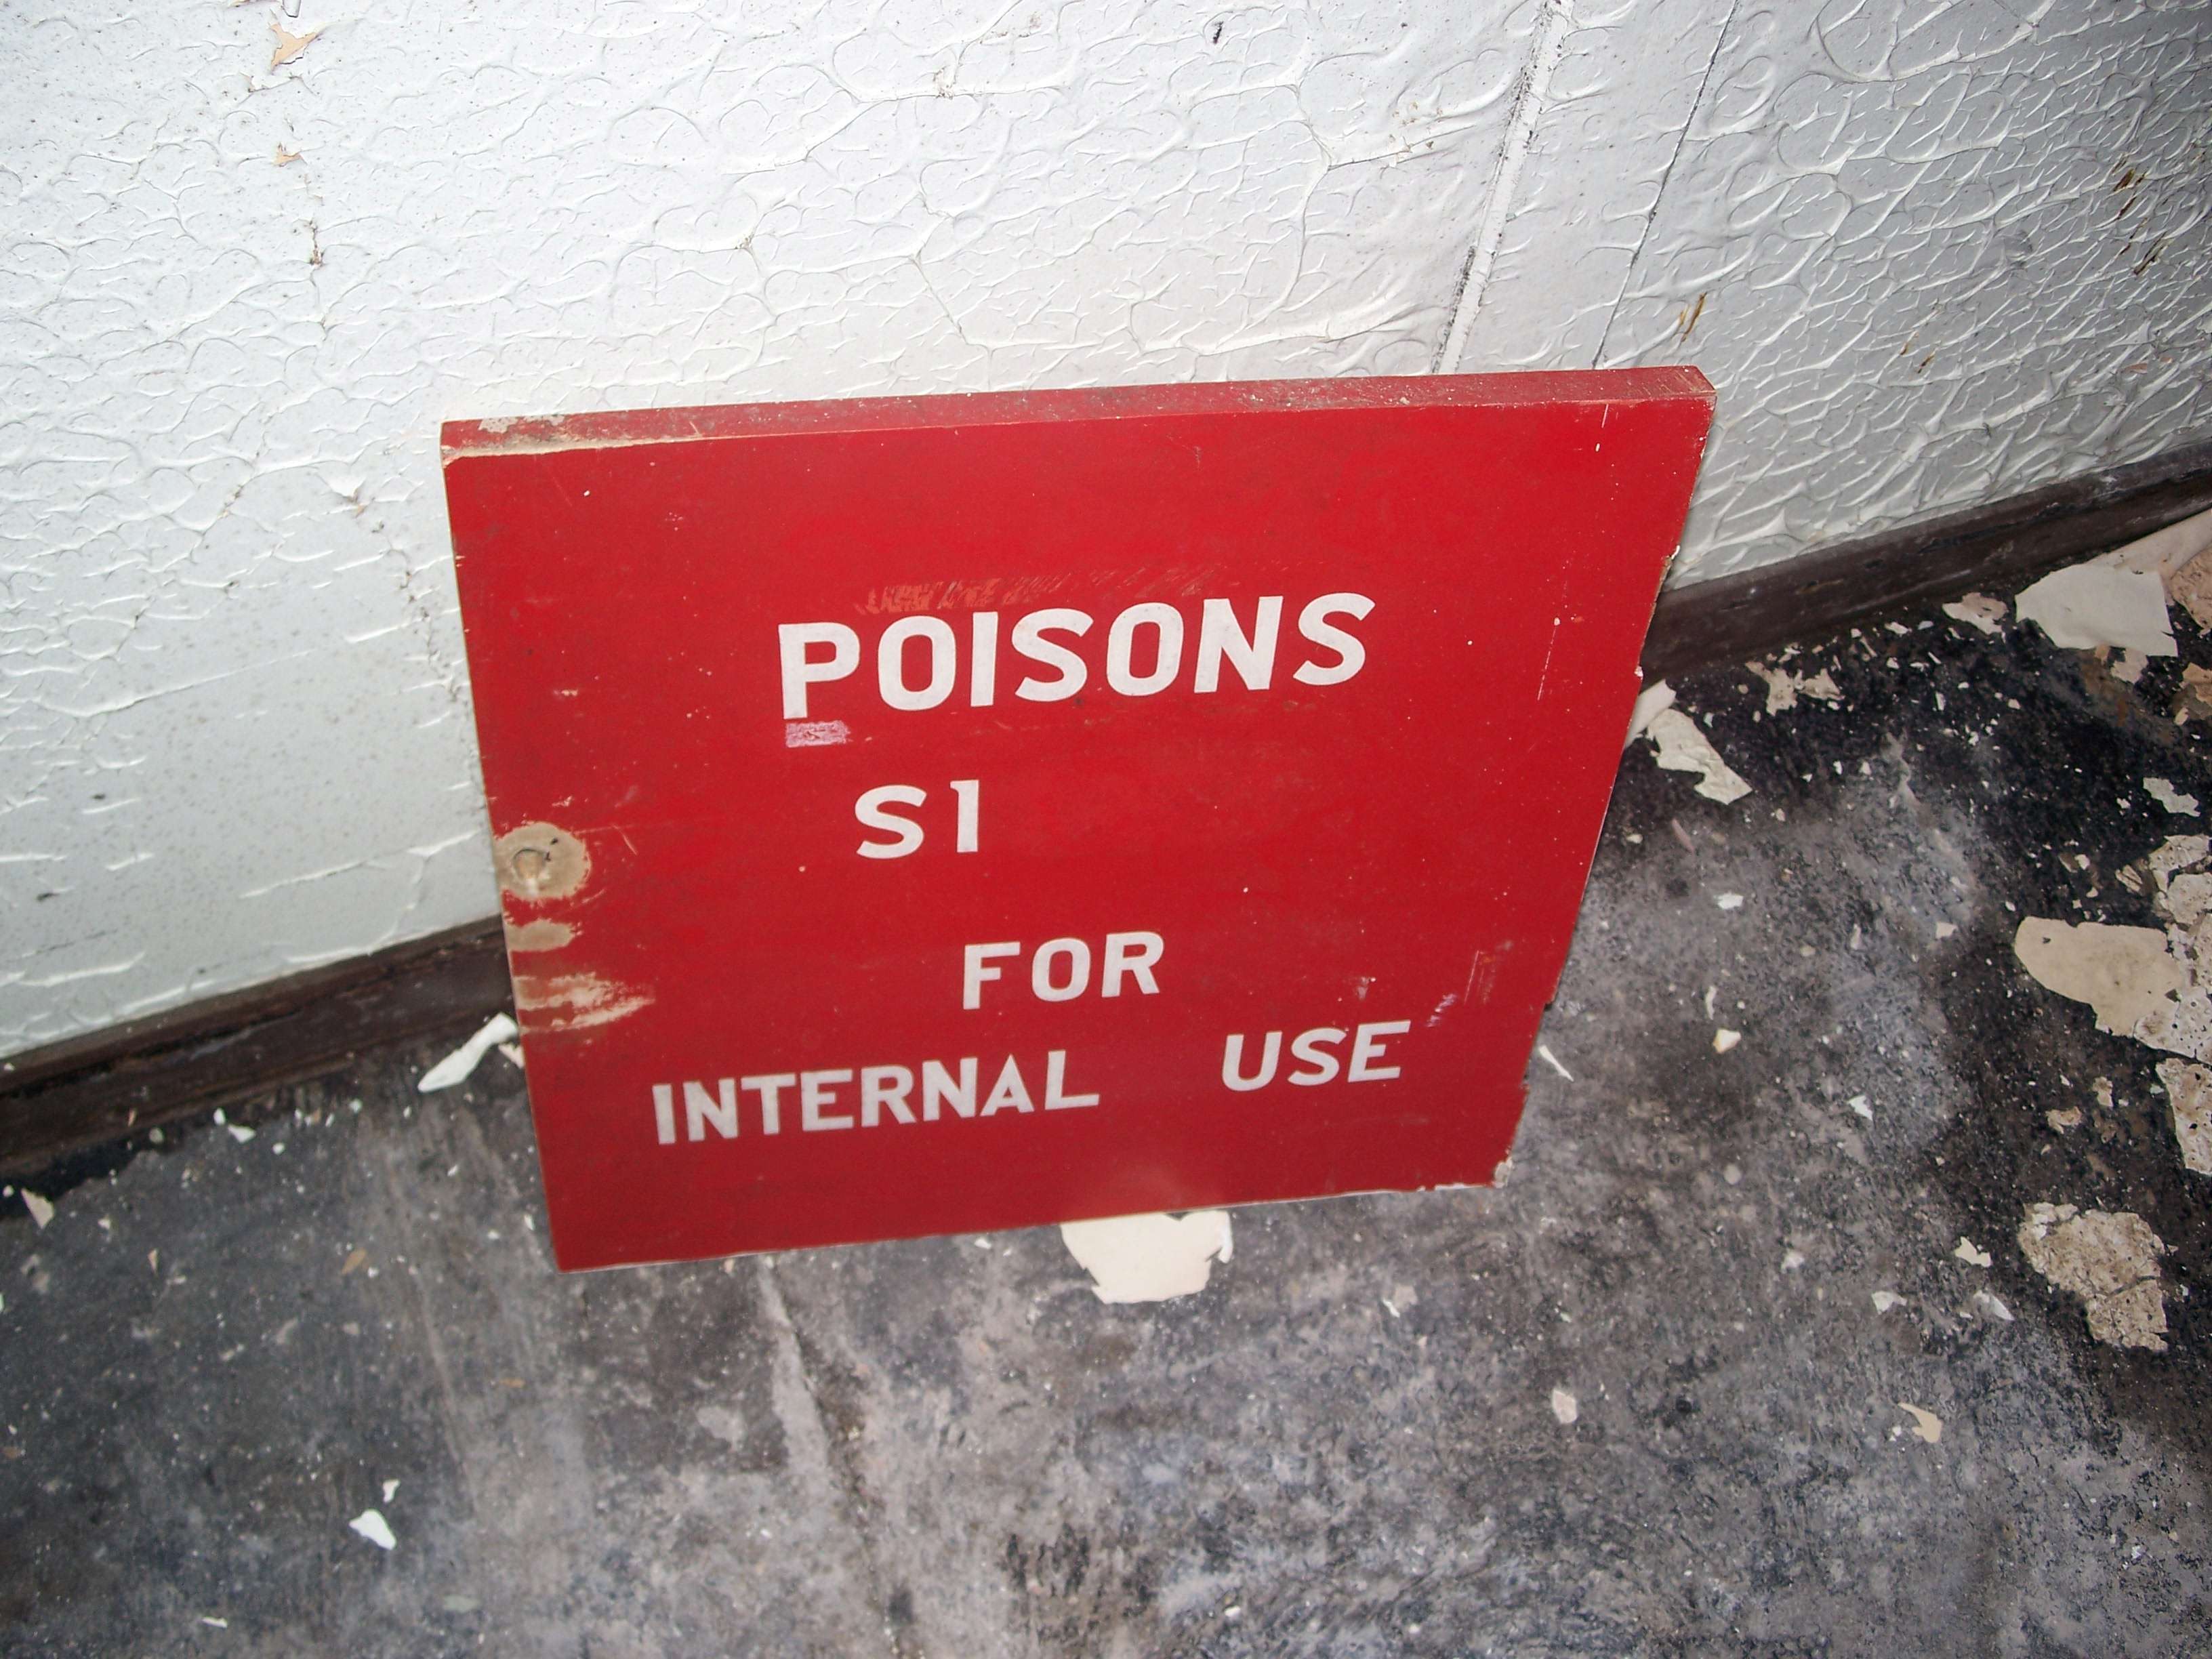 POISONS
S1
FOR
INTERNAL USE